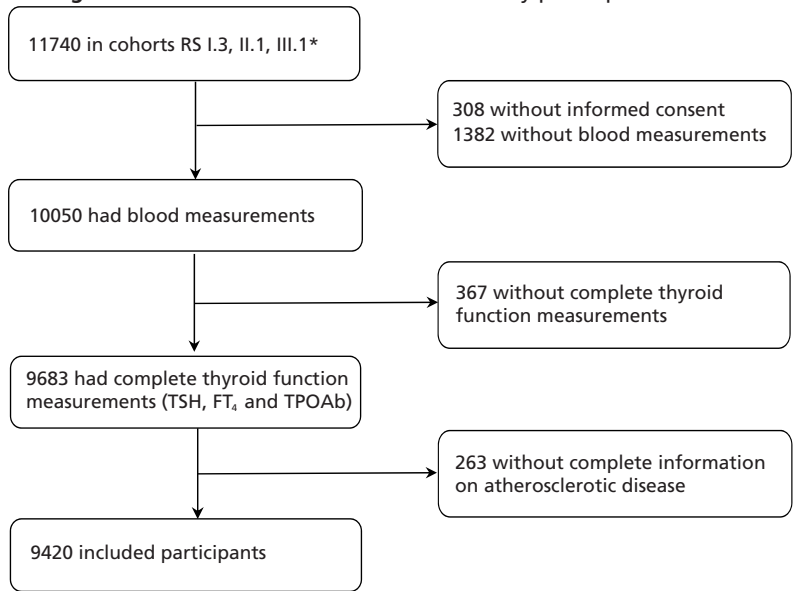 11740 in cohorts RS I.3, II.1, III.1*
308 without informed consent
1382 without blood measurements
10050 had blood measurements
367 without complete thyroid
function measurements
9683 had complete thyroid function
measurements (TSH, FT₄ and TPOAb)
263 without complete information
on atherosclerotic disease
9420 included participants